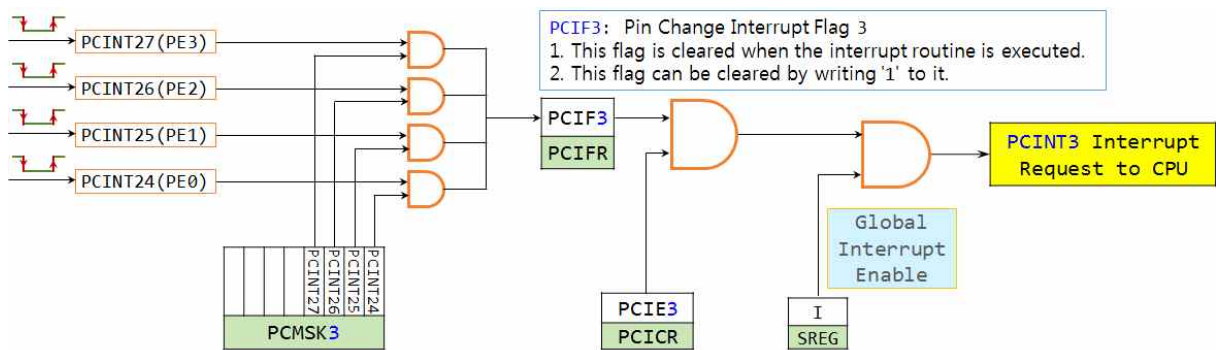 PCIF3: Pin Change Interrupt Flag 3
1. This flag is cleared when the interrupt routine is executed.
2. This flag can be cleared by writing '1' to it.
PCINT27(PE3)
PCINT26(PE2)
PCINT25(PE1)
PCINT24(PE0)
PCIF3
PCIFR
PCINT3 Interrupt
Request to CPU
Global
Interrupt
Enable
PCINT27
PCINT26
PCINT25
PCINT24
PCMSK3
PCIE3
PCICR
I
SREG